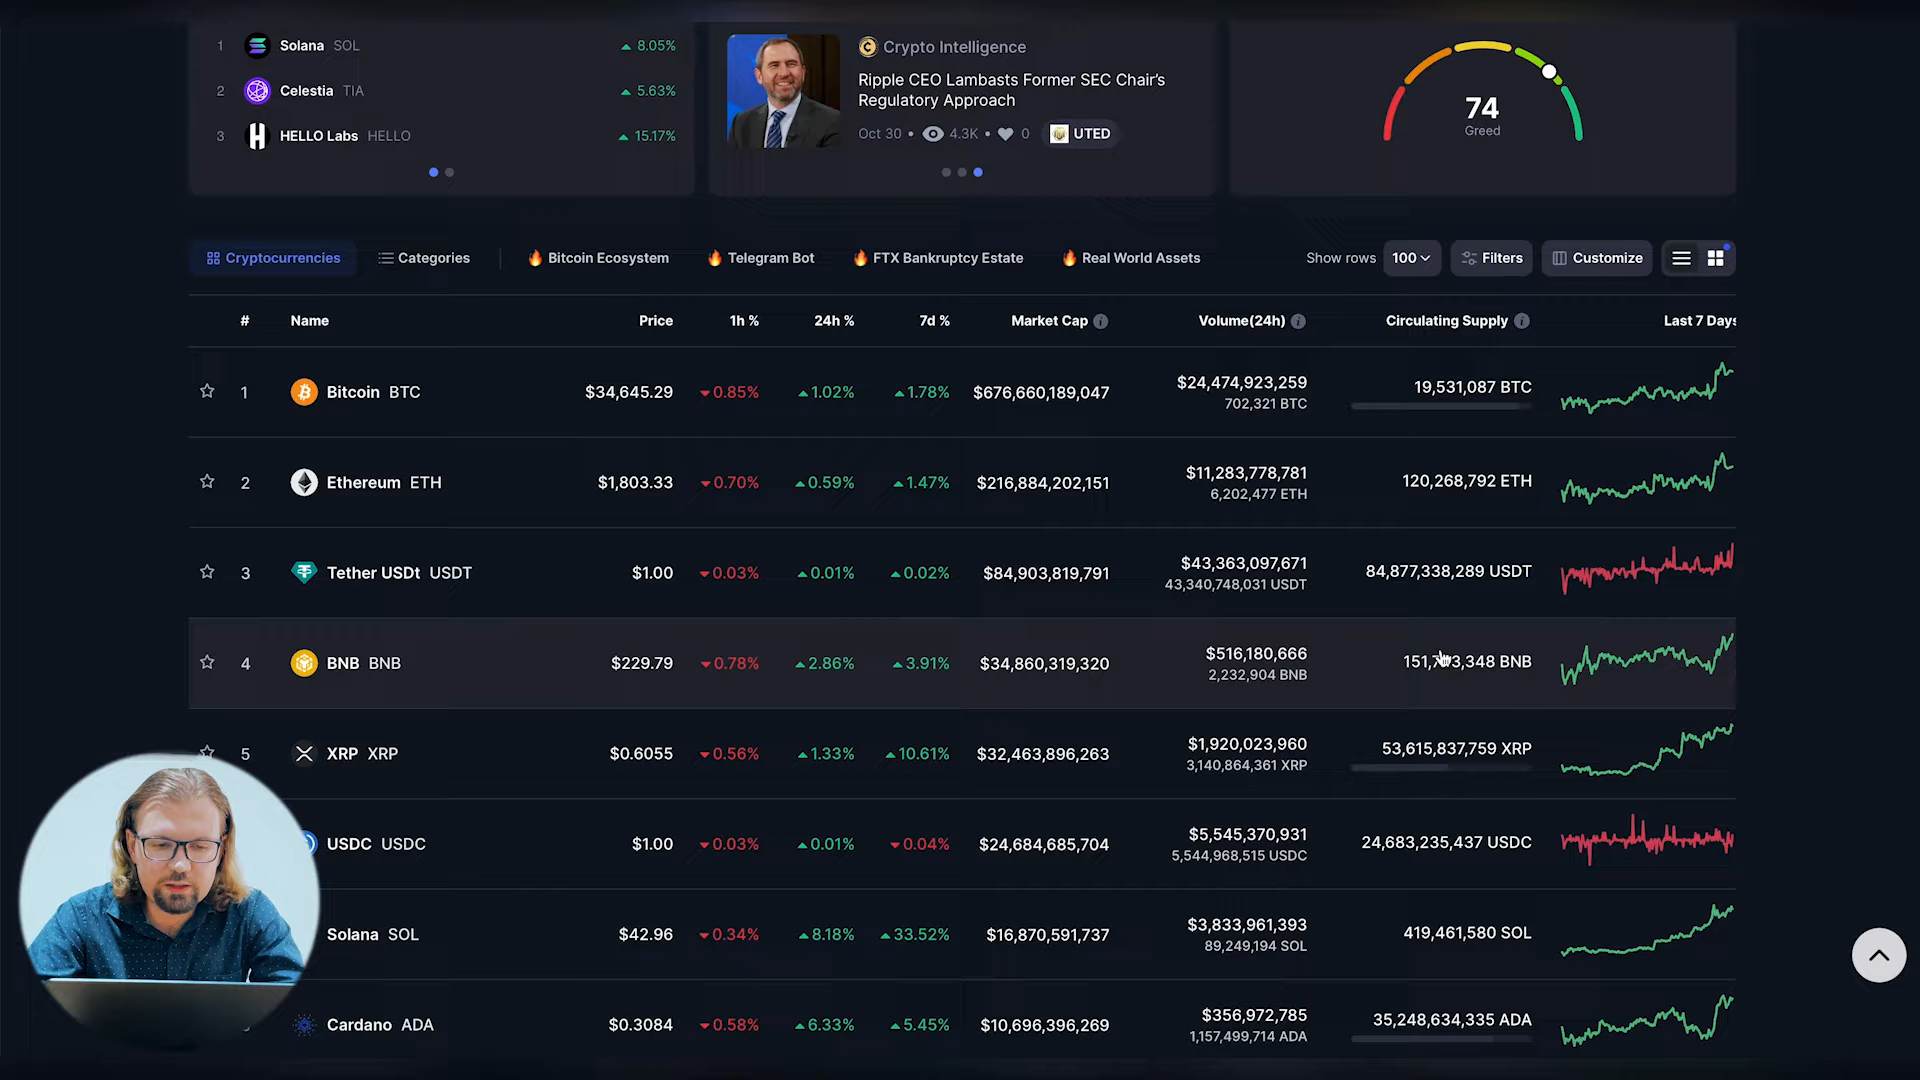 1 Solana SOL 8.05%
2 Celestia TIA 5.63%
3 HELLO Labs HELLO 15.17%
Crypto Intelligence
Ripple CEO Lambasts Former SEC Chair's
Regulatory Approach
Oct 30 • 4.3K • 0 UTED
74
Greed
Cryptocurrencies Categories Bitcoin Ecosystem Telegram Bot FTX Bankruptcy Estate Real World Assets Show rows 100 Filters Customize
# Name Price 1h % 24h % 7d % Market Cap Volume(24h) Circulating Supply Last 7 Days
1 Bitcoin BTC $34,645.29 0.85% 1.02% 1.78% $676,660,189,047 $24,474,923,259 19,531,087 BTC
702,321 BTC
2 Ethereum ETH $1,803.33 0.70% 0.59% 1.47% $216,884,202,151 $11,283,778,781 120,268,792 ETH
6,202,477 ETH
3 Tether USDt USDT $1.00 0.03% 0.01% 0.02% $84,903,819,791 $43,363,097,671 84,877,338,289 USDT
43,340,748,031 USDT
4 BNB BNB $229.79 0.78% 2.86% 3.91% $34,860,319,320 $516,180,666 BNB
2,232,904 BNB
5 XRP XRP $0.6055 0.56% 1.33% 10.61% $32,463,896,263 $1,920,023,960 53,615,837,759 XRP
3,140,864,361 XRP
USDC USDC $1.00 0.03% 0.01% 0.04% $24,684,685,704 $5,545,370,931 24,683,235,437 USDC
5,544,968,515 USDC
Solana SOL $42.96 0.34% 8.18% 33.52% $16,870,591,737 $3,833,961,393 419,461,580 SOL
89,249,194 SOL
Cardano ADA $0.3084 0.58% 6.33% 5.45% $10,696,396,269 $356,972,785 35,248,634,335 ADA
1,157,499,714 ADA